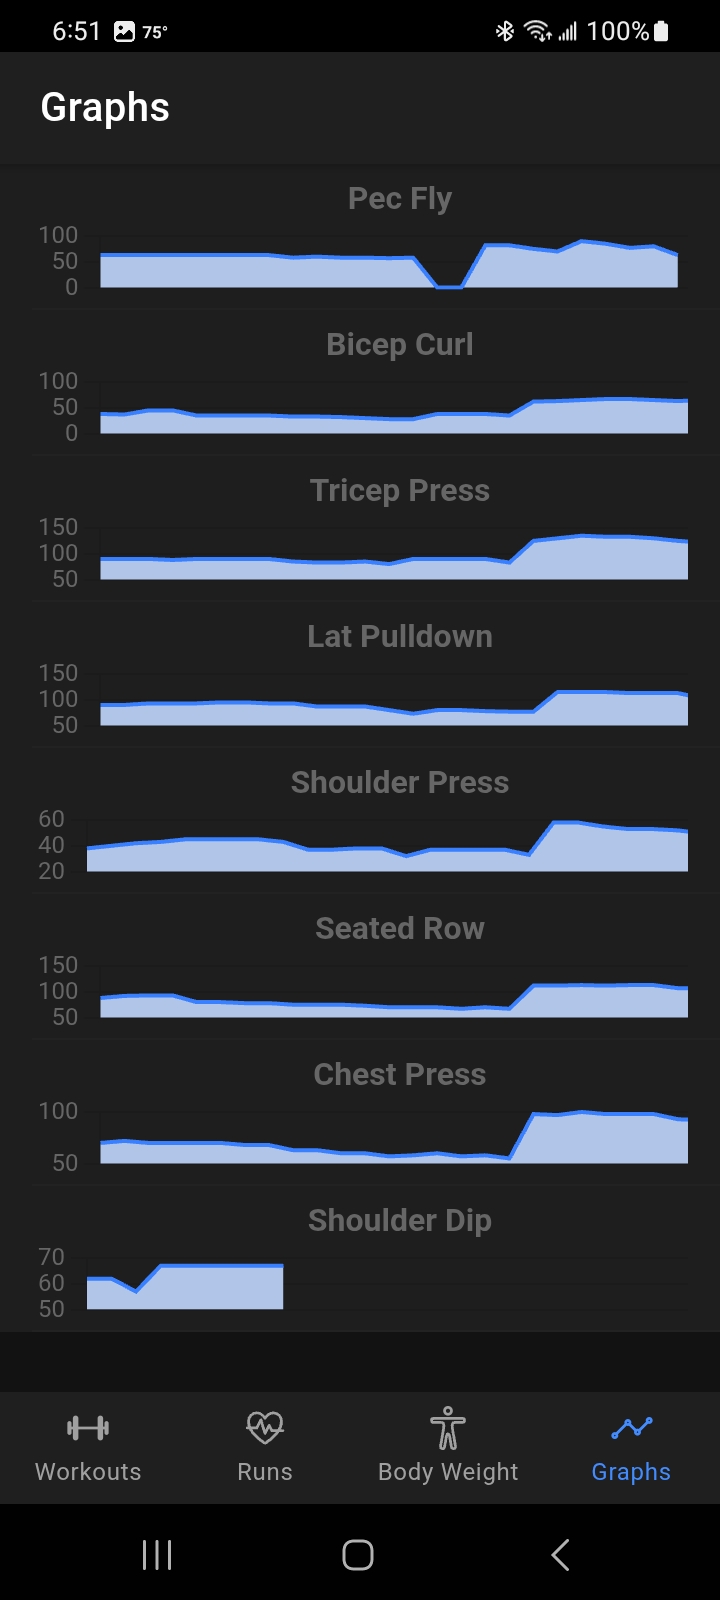 6:51 75° 100%
Graphs
Pec Fly
100
50
0
Bicep Curl
100
50
0
Tricep Press
150
100
50
Lat Pulldown
150
100
50
Shoulder Press
60
40
20
Seated Row
150
100
50
Chest Press
100
50
Shoulder Dip
70
60
50
Workouts Runs Body Weight Graphs